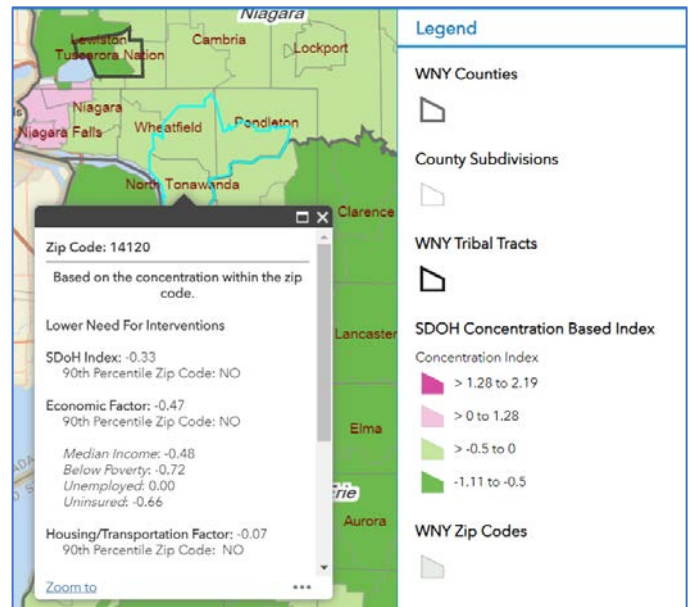 Niagara
Lewiston
Cambria
Lockport
Tuscarora Nation
Niagara
Niagara Falls
Wheatfield
Pendleton
North Tonawanda
Clarence
Lancaster
Elma
Erie
Aurora
Zip Code: 14120
Based on the concentration within the zip
code.
Lower Need For Interventions
SDoH Index: -0.33
90th Percentile Zip Code: NO
Economic Factor: -0.47
90th Percentile Zip Code: NO
Median Income: -0.48
Below Poverty: -0.72
Unemployed: 0.00
Uninsured: -0.66
Housing/Transportation Factor: -0.07
90th Percentile Zip Code: NO
Zoom to
Legend
WNY Counties
County Subdivisions
WNY Tribal Tracts
SDOH Concentration Based Index
Concentration Index
> 1.28 to 2.19
> 0 to 1.28
> -0.5 to 0
-1.11 to -0.5
WNY Zip Codes